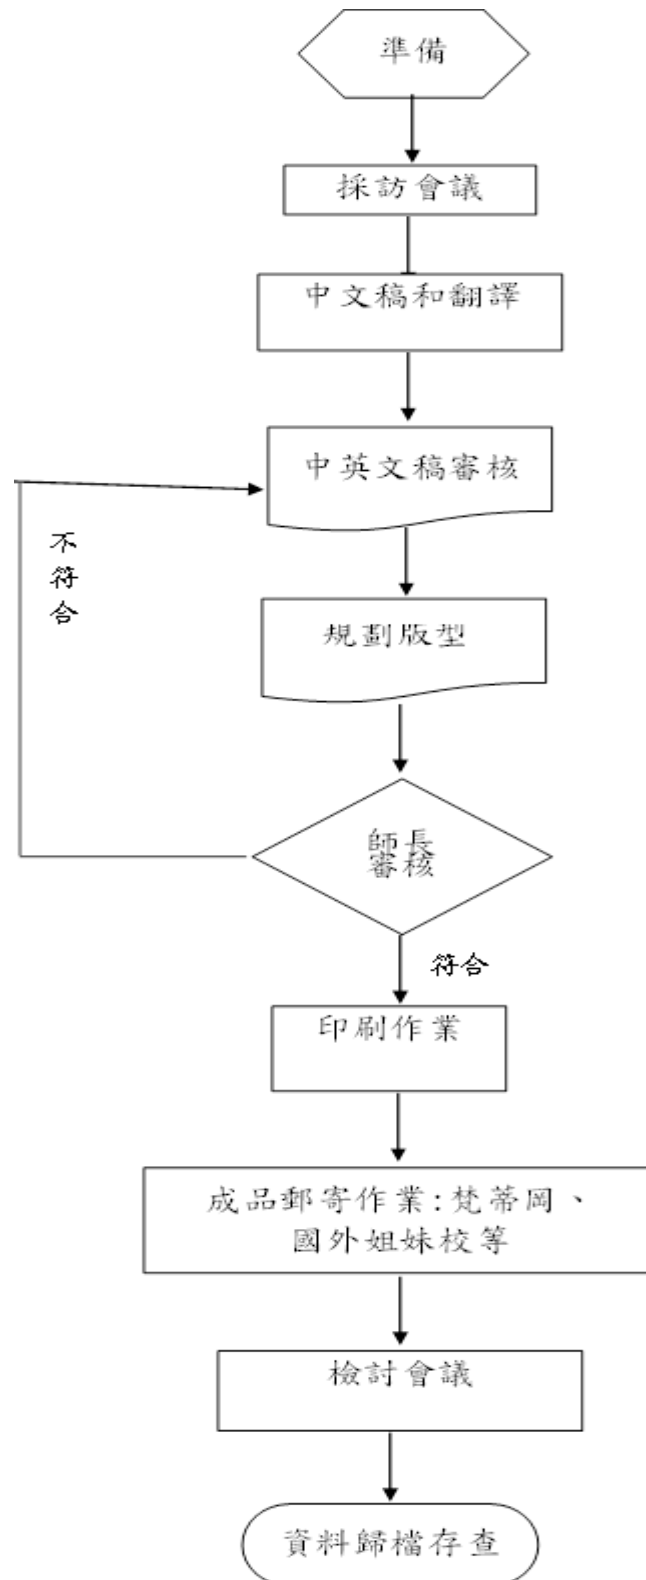 準備
採訪會議
中文稿和翻譯
中英文稿審核
不
符
合
規劃版型
師長
審核
符合
印刷作業
成品郵寄作業:梵蒂岡、
國外姐妹校等
檢討會議
資料歸檔存查